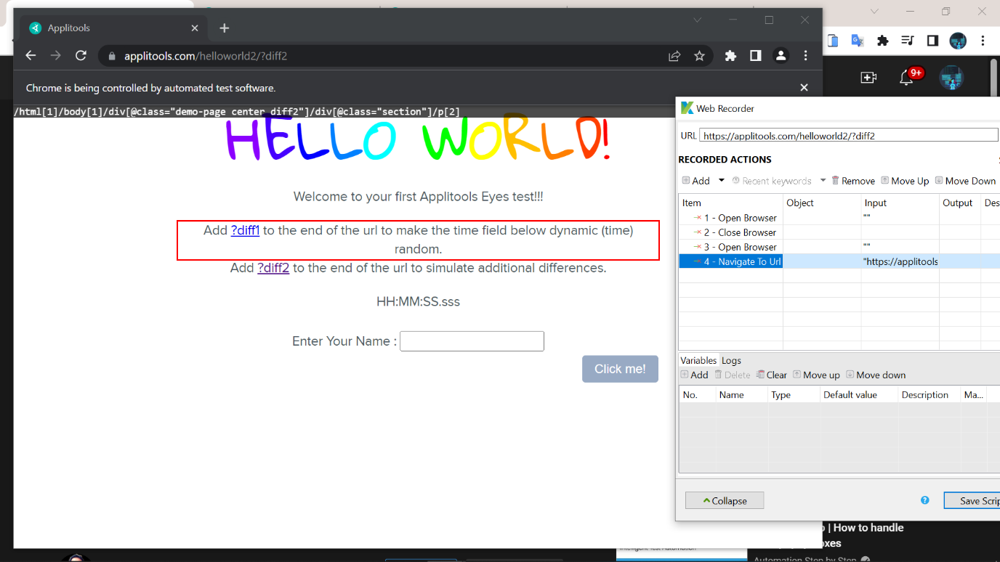 Applitools
applitools.com/helloworld2/?diff2
Chrome is being controlled by automated test software.
/html[1]/body[1]/div[@class="demo-page center diff2"]/div[@class="section"]/p[2]
HELLO WORLD!
Welcome to your first Applitools Eyes test!!!
Add ?diff1 to the end of the url to make the time field below dynamic (time)
random.
Add ?diff2 to the end of the url to simulate additional differences.
HH:MM:SS.sss
Enter Your Name :
Click me!
9+
Web Recorder
URL https://applitools.com/helloworld2/?diff2
RECORDED ACTIONS
Add Recent keywords Remove Move Up Move Down
Item Object Input Output Des
1 - Open Browser ""
2 - Close Browser
3 - Open Browser ""
4 - Navigate To Url "https://applitools
Variables Logs
Add Delete Clear Move up Move down
No. Name Type Default value Description Ma...
Collapse ? Save Scrip
| How to handle
Automation Step by Step